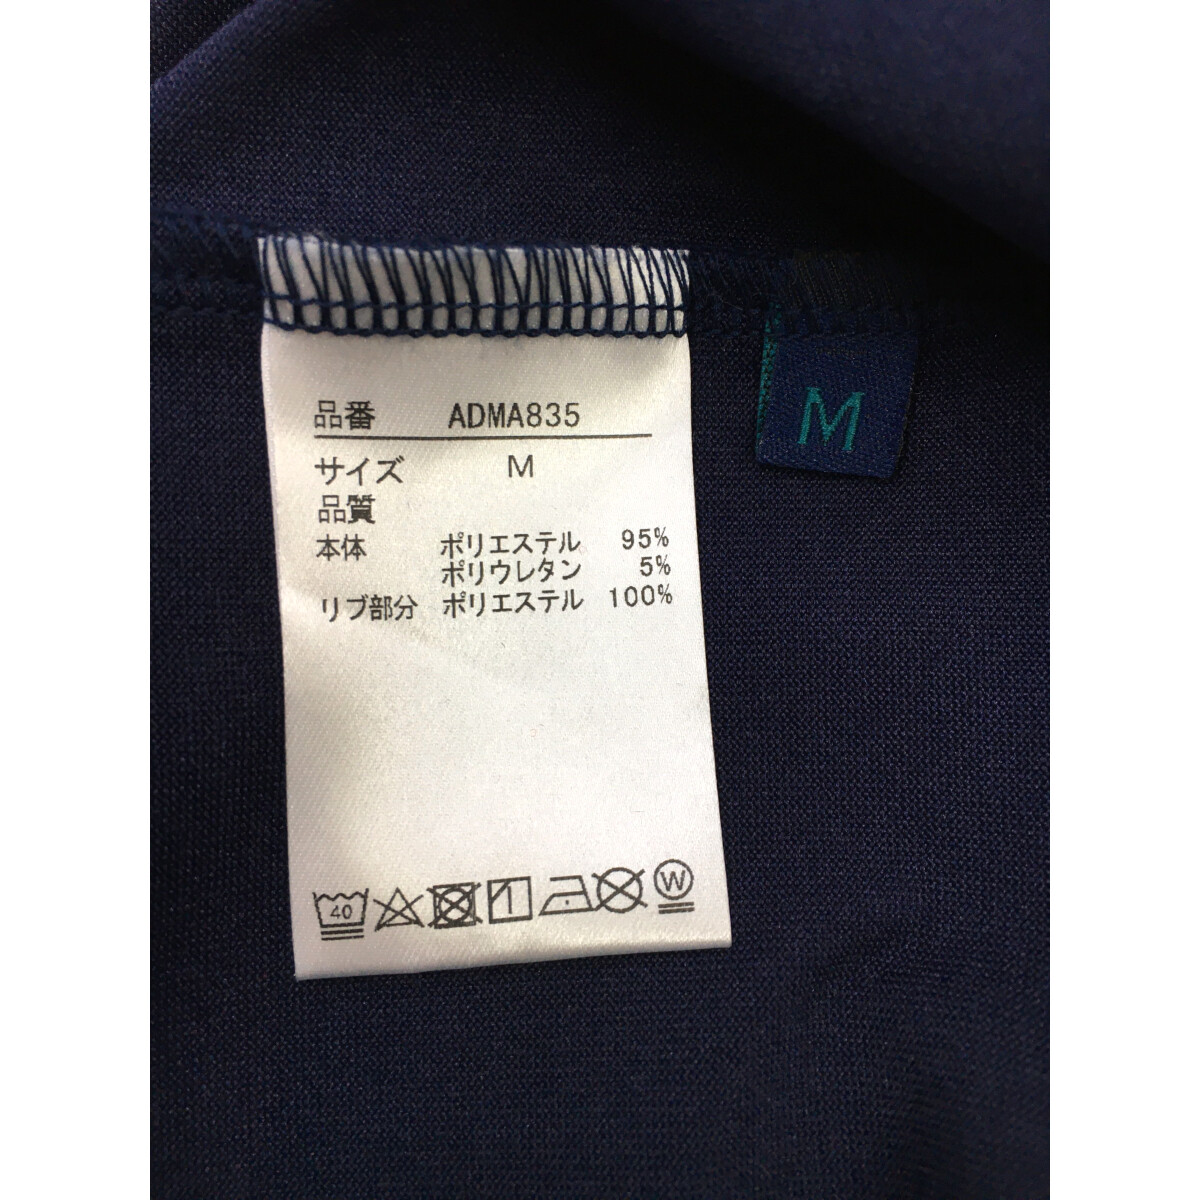 品番 ADMA835
サイズ M
品質
本体 ポリエステル 95%
ポリウレタン 5%
リブ部分 ポリエステル 100%
40
W
M